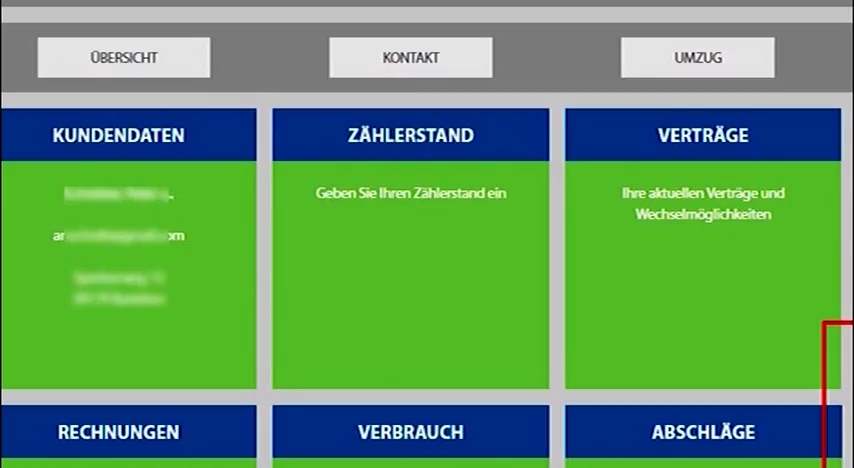 ÜBERSICHT
KONTAKT
UMZUG
KUNDENDATEN
ZÄHLERSTAND
Geben Sie Ihren Zählerstand ein
VERTRÄGE
Ihre aktuellen Verträge und
Wechselmöglichkeiten
RECHNUNGEN
VERBRAUCH
ABSCHLÄGE